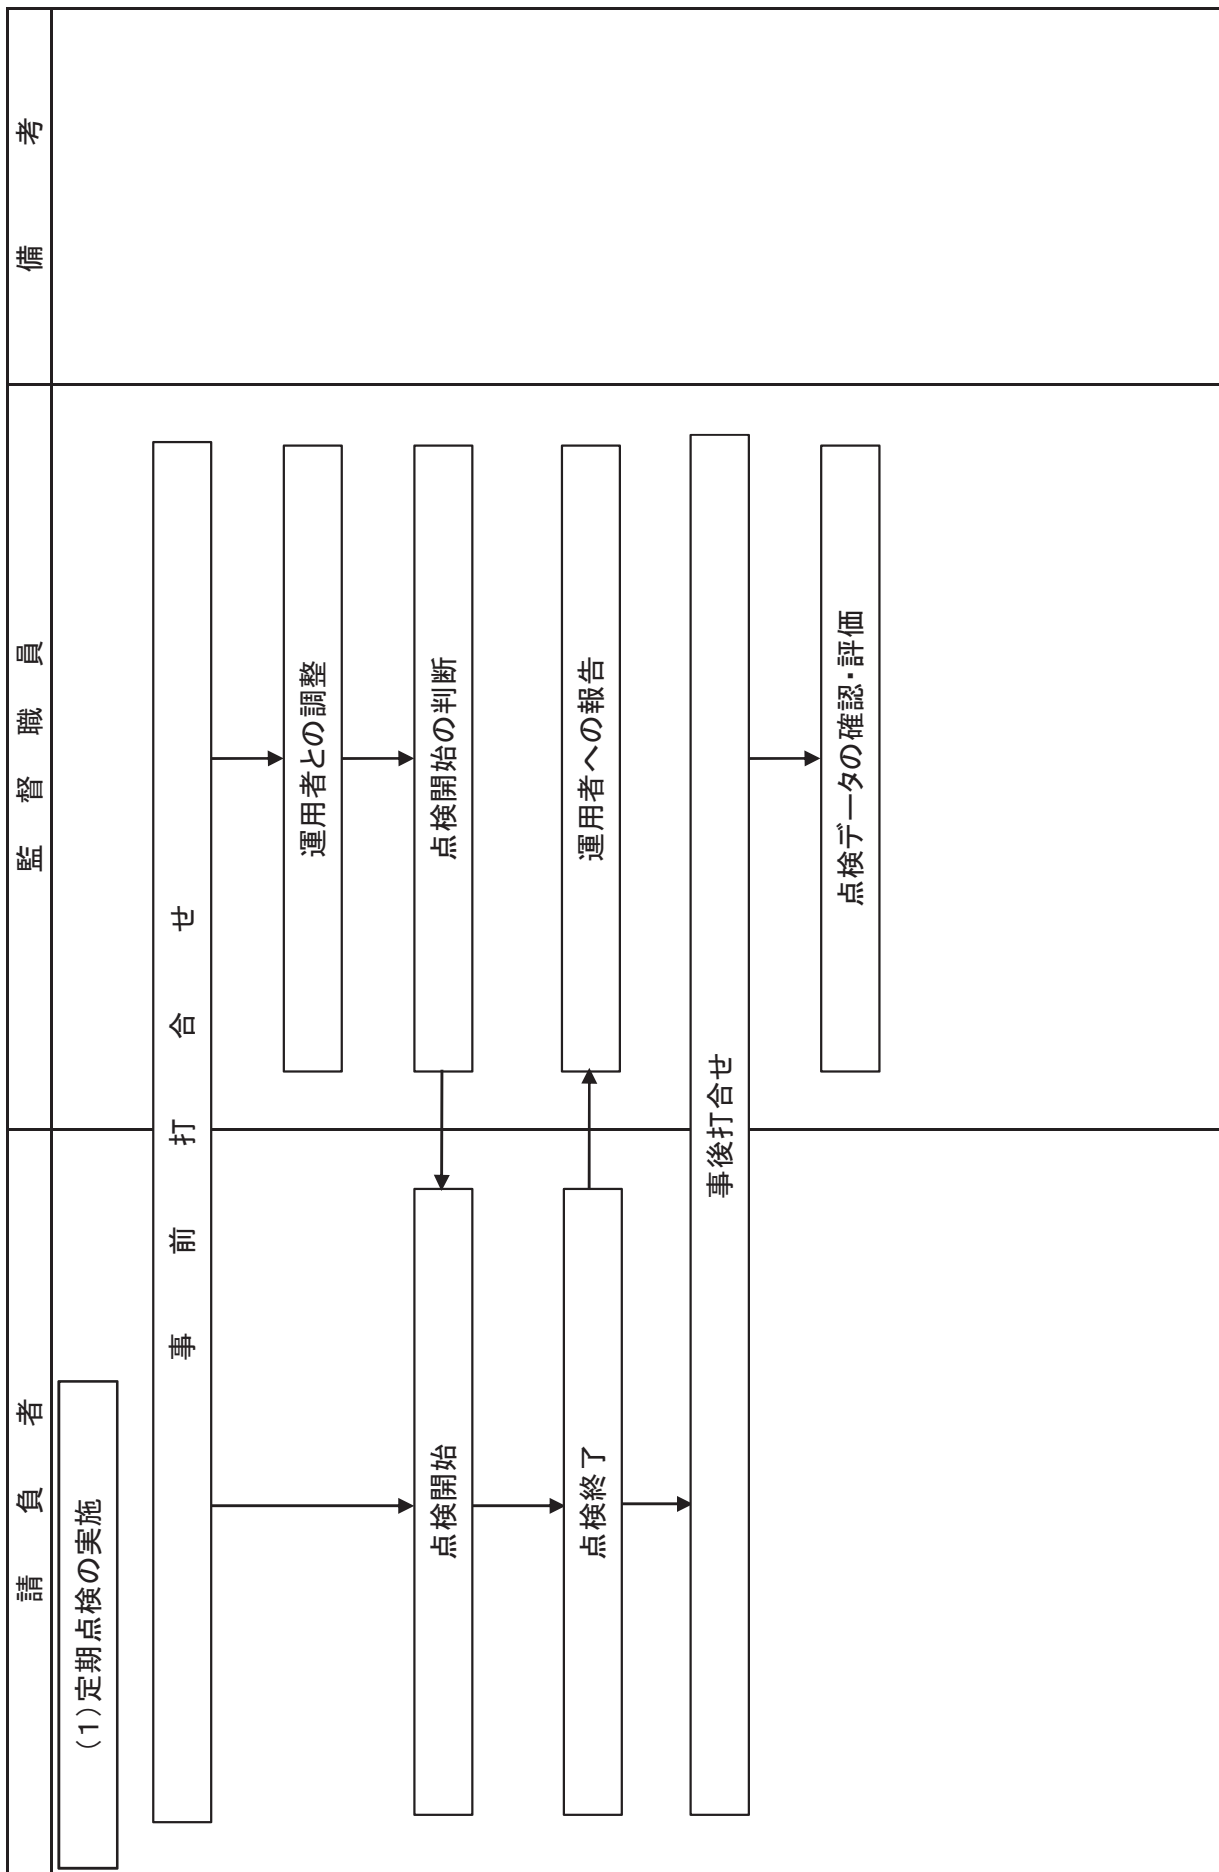 請負者
監督職員
備考
(1)定期点検の実施
事前打合せ
運用者との調整
点検開始
点検開始の判断
点検終了
運用者への報告
事後打合せ
点検データの確認・評価